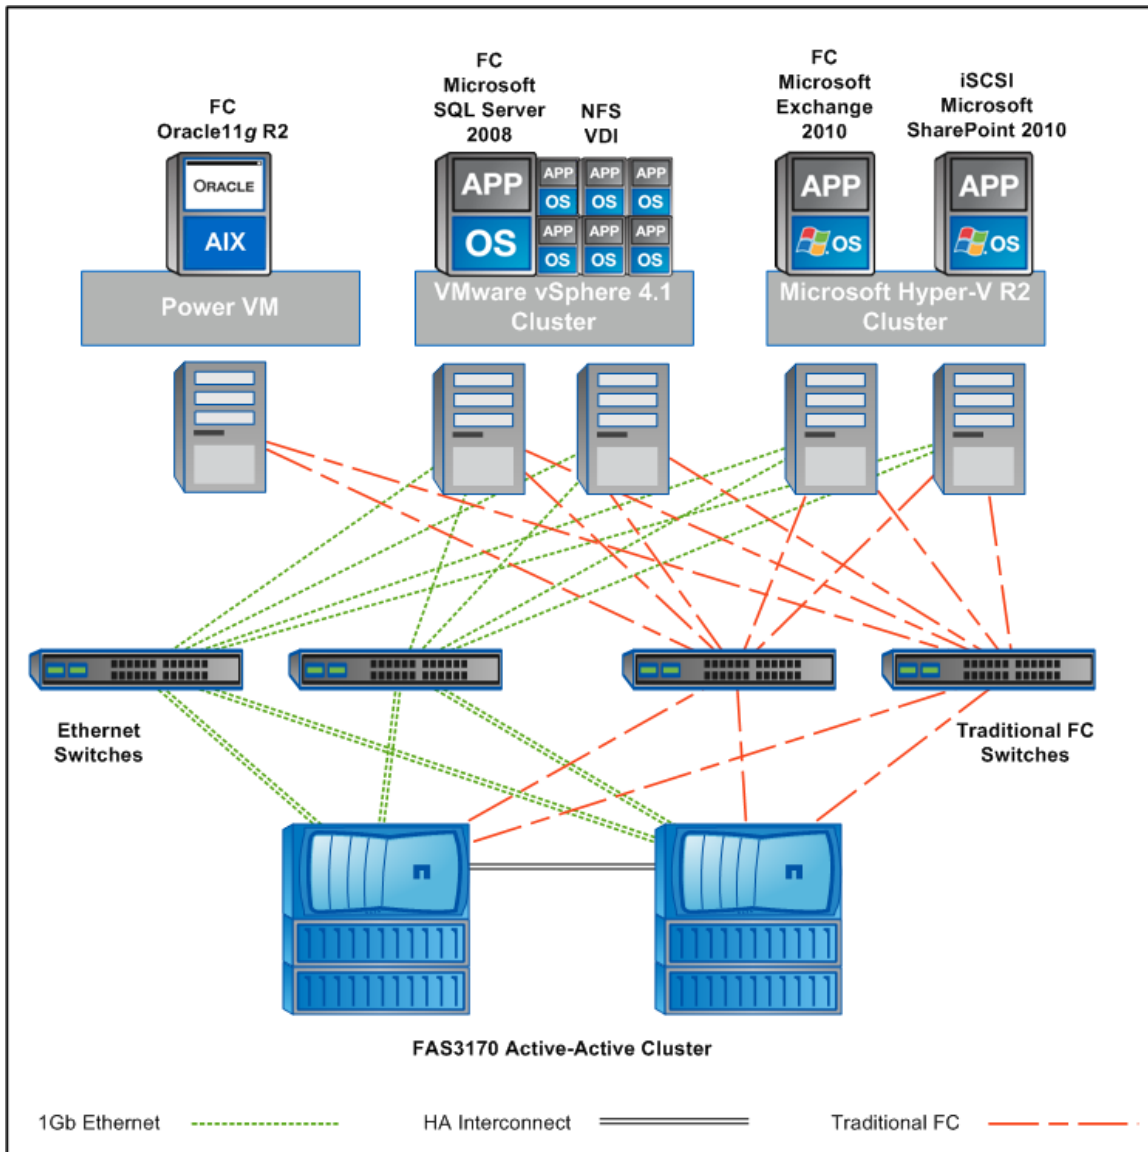 FC
Oracle11g R2
FC
Microsoft
SQL Server
2008
NFS
VDI
FC
Microsoft
Exchange
2010
iSCSI
Microsoft
SharePoint 2010
ORACLE
AIX
APP
OS
APP APP APP
OS OS OS
APP APP APP
OS OS OS
APP
OS
APP
OS
Power VM
VMware vSphere 4.1
Cluster
Microsoft Hyper-V R2
Cluster
Ethernet
Switches
Traditional FC
Switches
FAS3170 Active-Active Cluster
1Gb Ethernet
HA Interconnect
Traditional FC